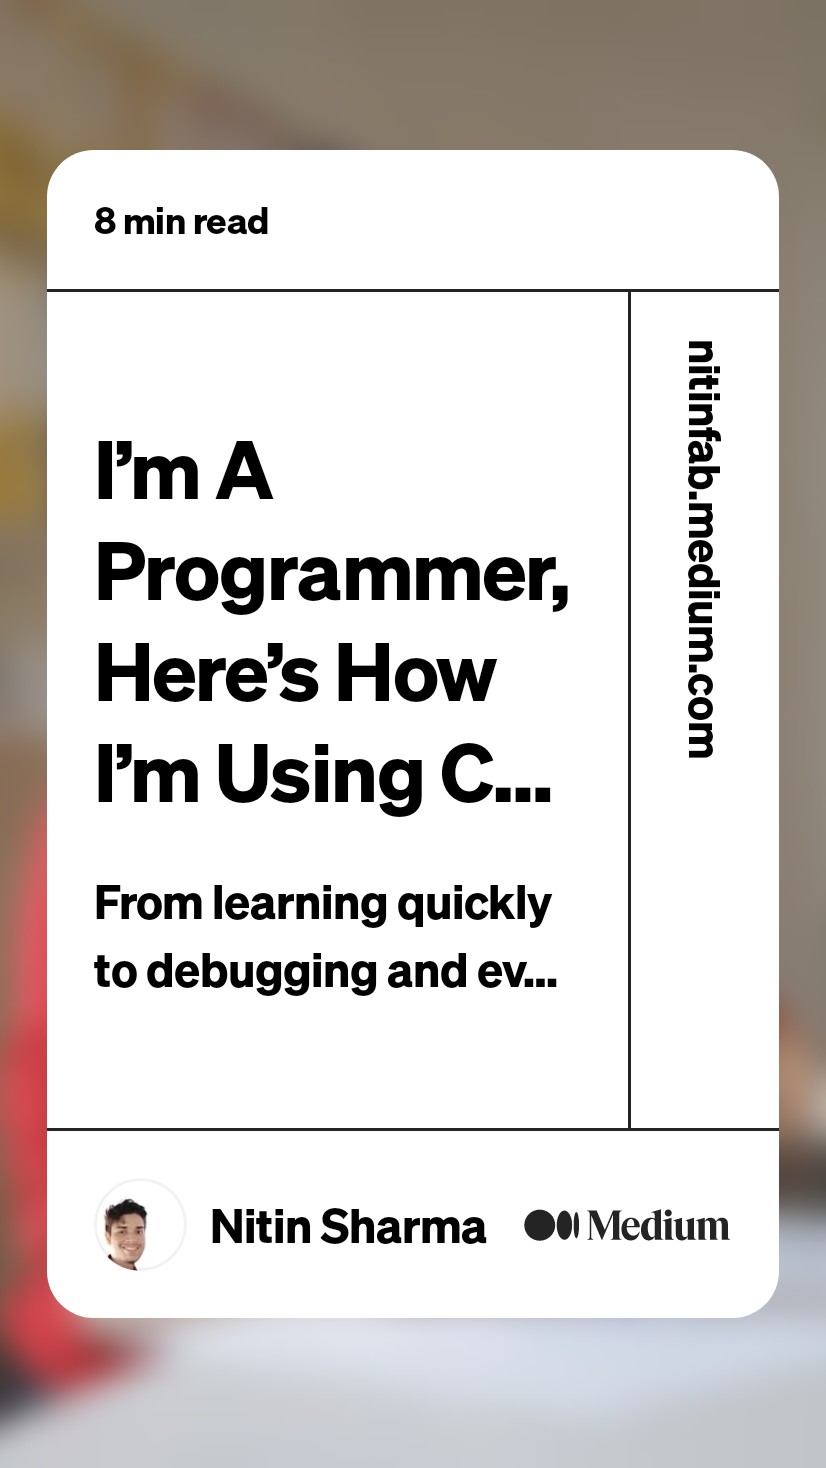 8 min read
I’m A
Programmer,
Here’s How
I’m Using C...
From learning quickly
to debugging and ev...
nitinfab.medium.com
Nitin Sharma
Medium